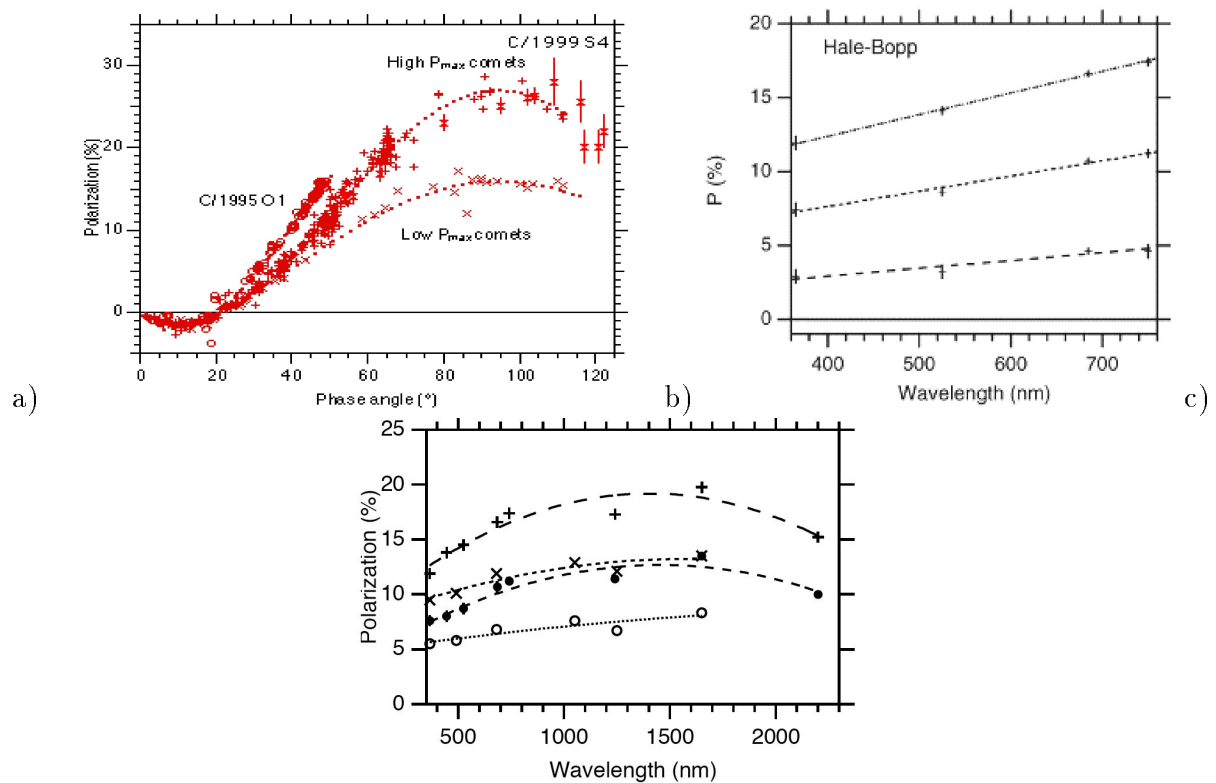 C/1999 S4
High Pmax comets
C/1995 O1
Low Pmax comets
Polarization (%)
30
20
10
0
0 20 40 60 80 100 120
Phase angle (°)
a)
Hale-Bopp
P (%)
20
15
10
5
0
400 500 600 700
Wavelength (nm)
b)
c)
Polarization (%)
25
20
15
10
5
0
500 1000 1500 2000
Wavelength (nm)